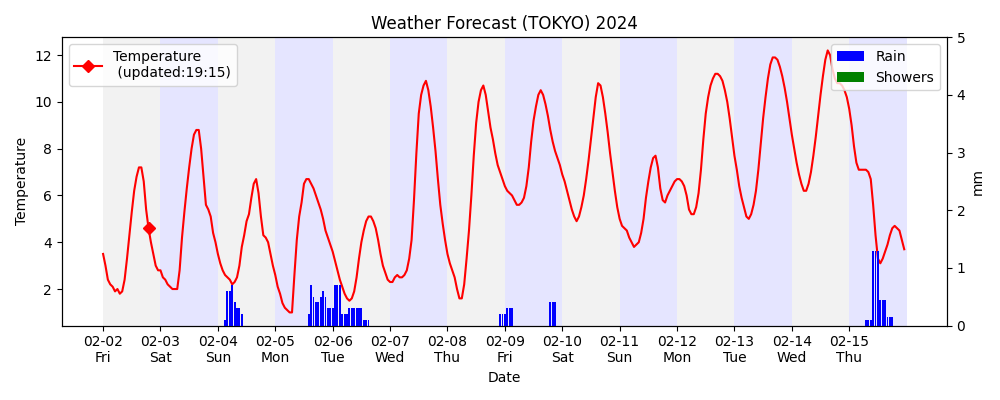 Weather Forecast (TOKYO) 2024
Temperature
(updated:19:15)
Rain
Showers
Temperature
12
10
8
6
4
2
5
4
3
2
1
0
mm
02-02 02-03 02-04 02-05 02-06 02-07 02-08 02-09 02-10 02-11 02-12 02-13 02-14 02-15
Fri Sat Sun Mon Tue Wed Thu Fri Sat Sun Mon Tue Wed Thu
Date